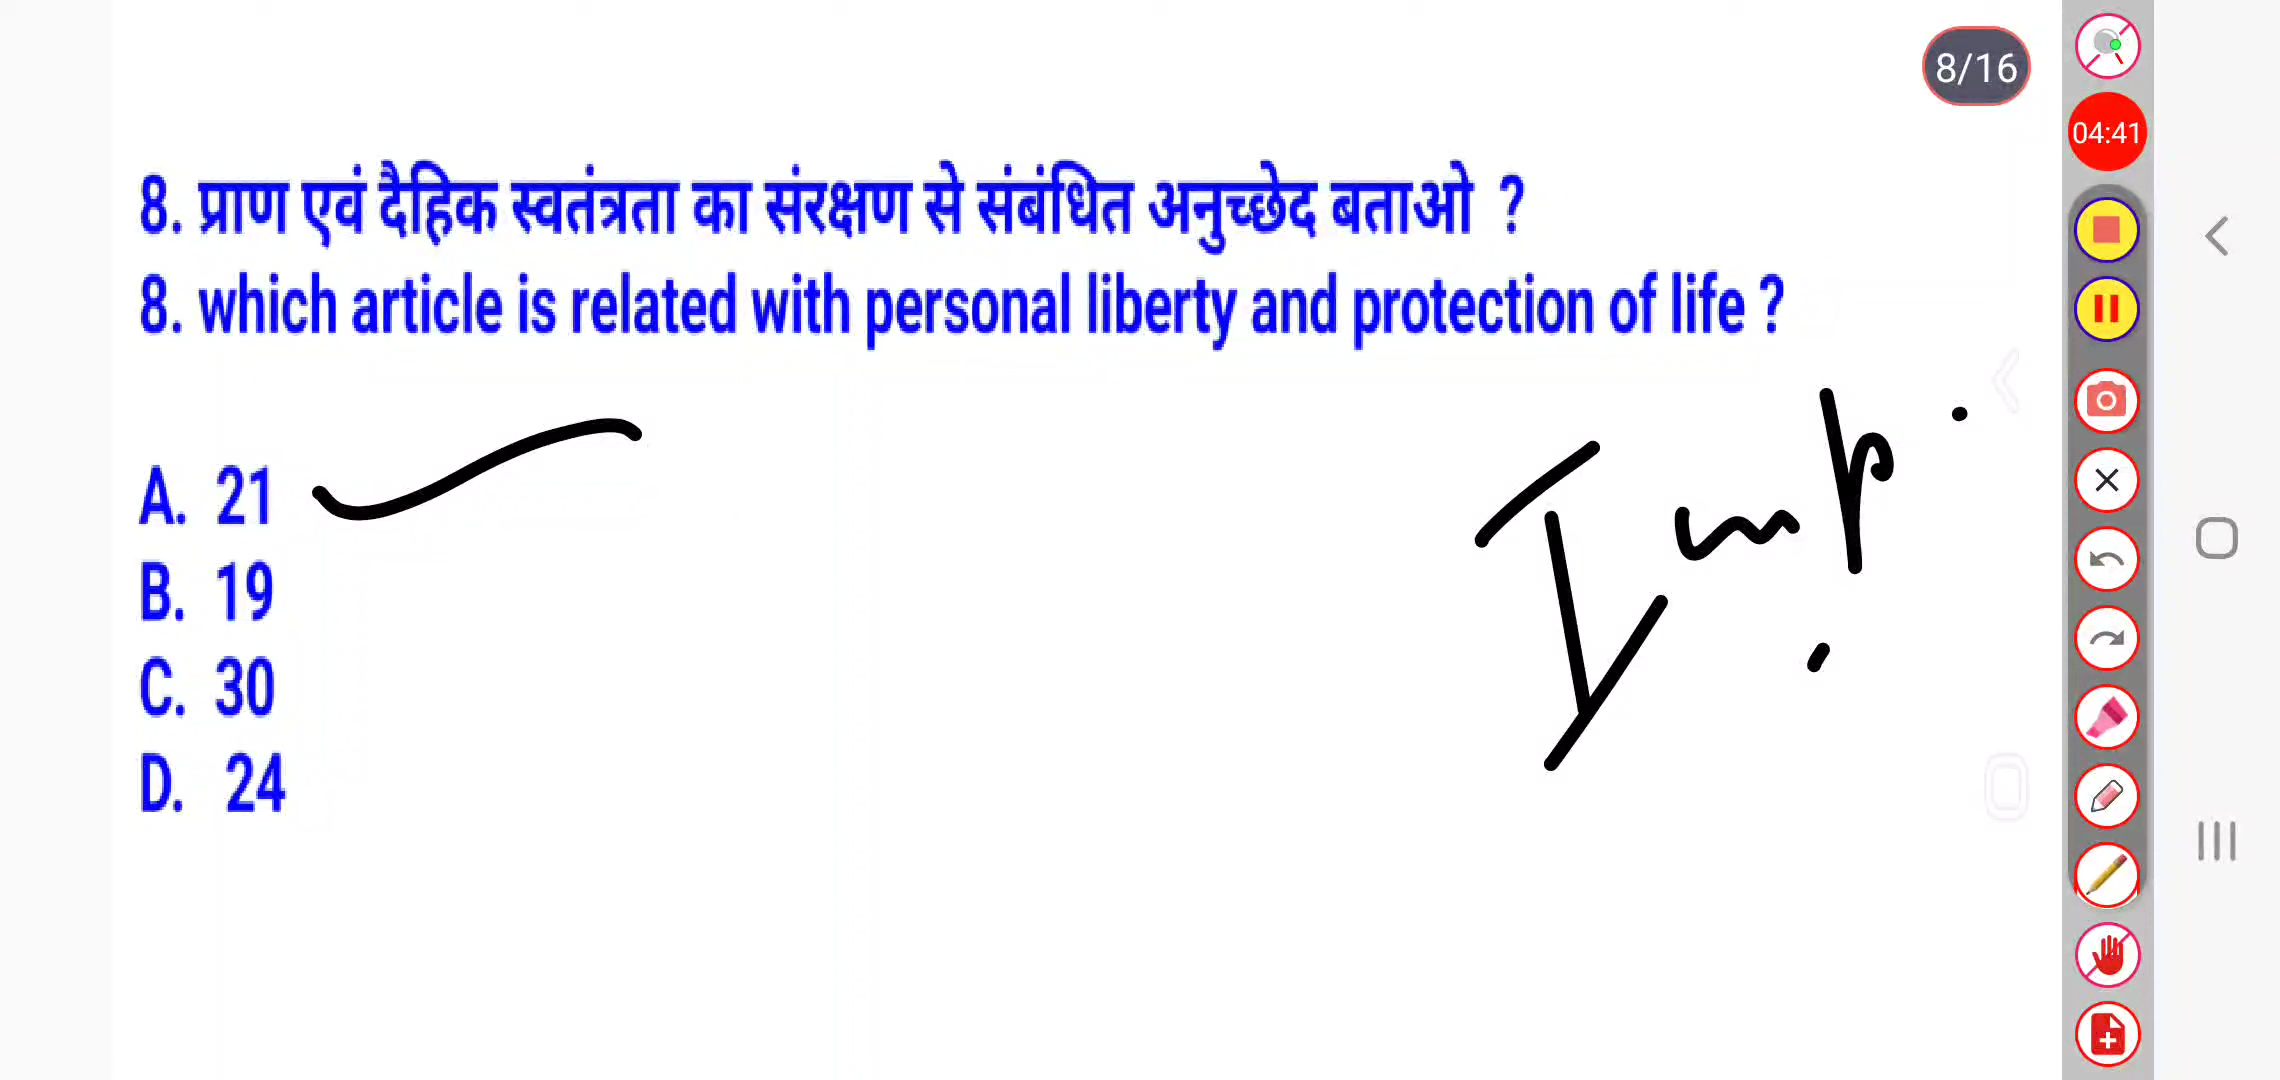 8/16
04:41
8. प्राण एवं दैहिक स्वतंत्रता का संरक्षण से संबंधित अनुच्छेद बताओ ?
8. which article is related with personal liberty and protection of life ?
A. 21
B. 19
C. 30
D. 24
Imp.